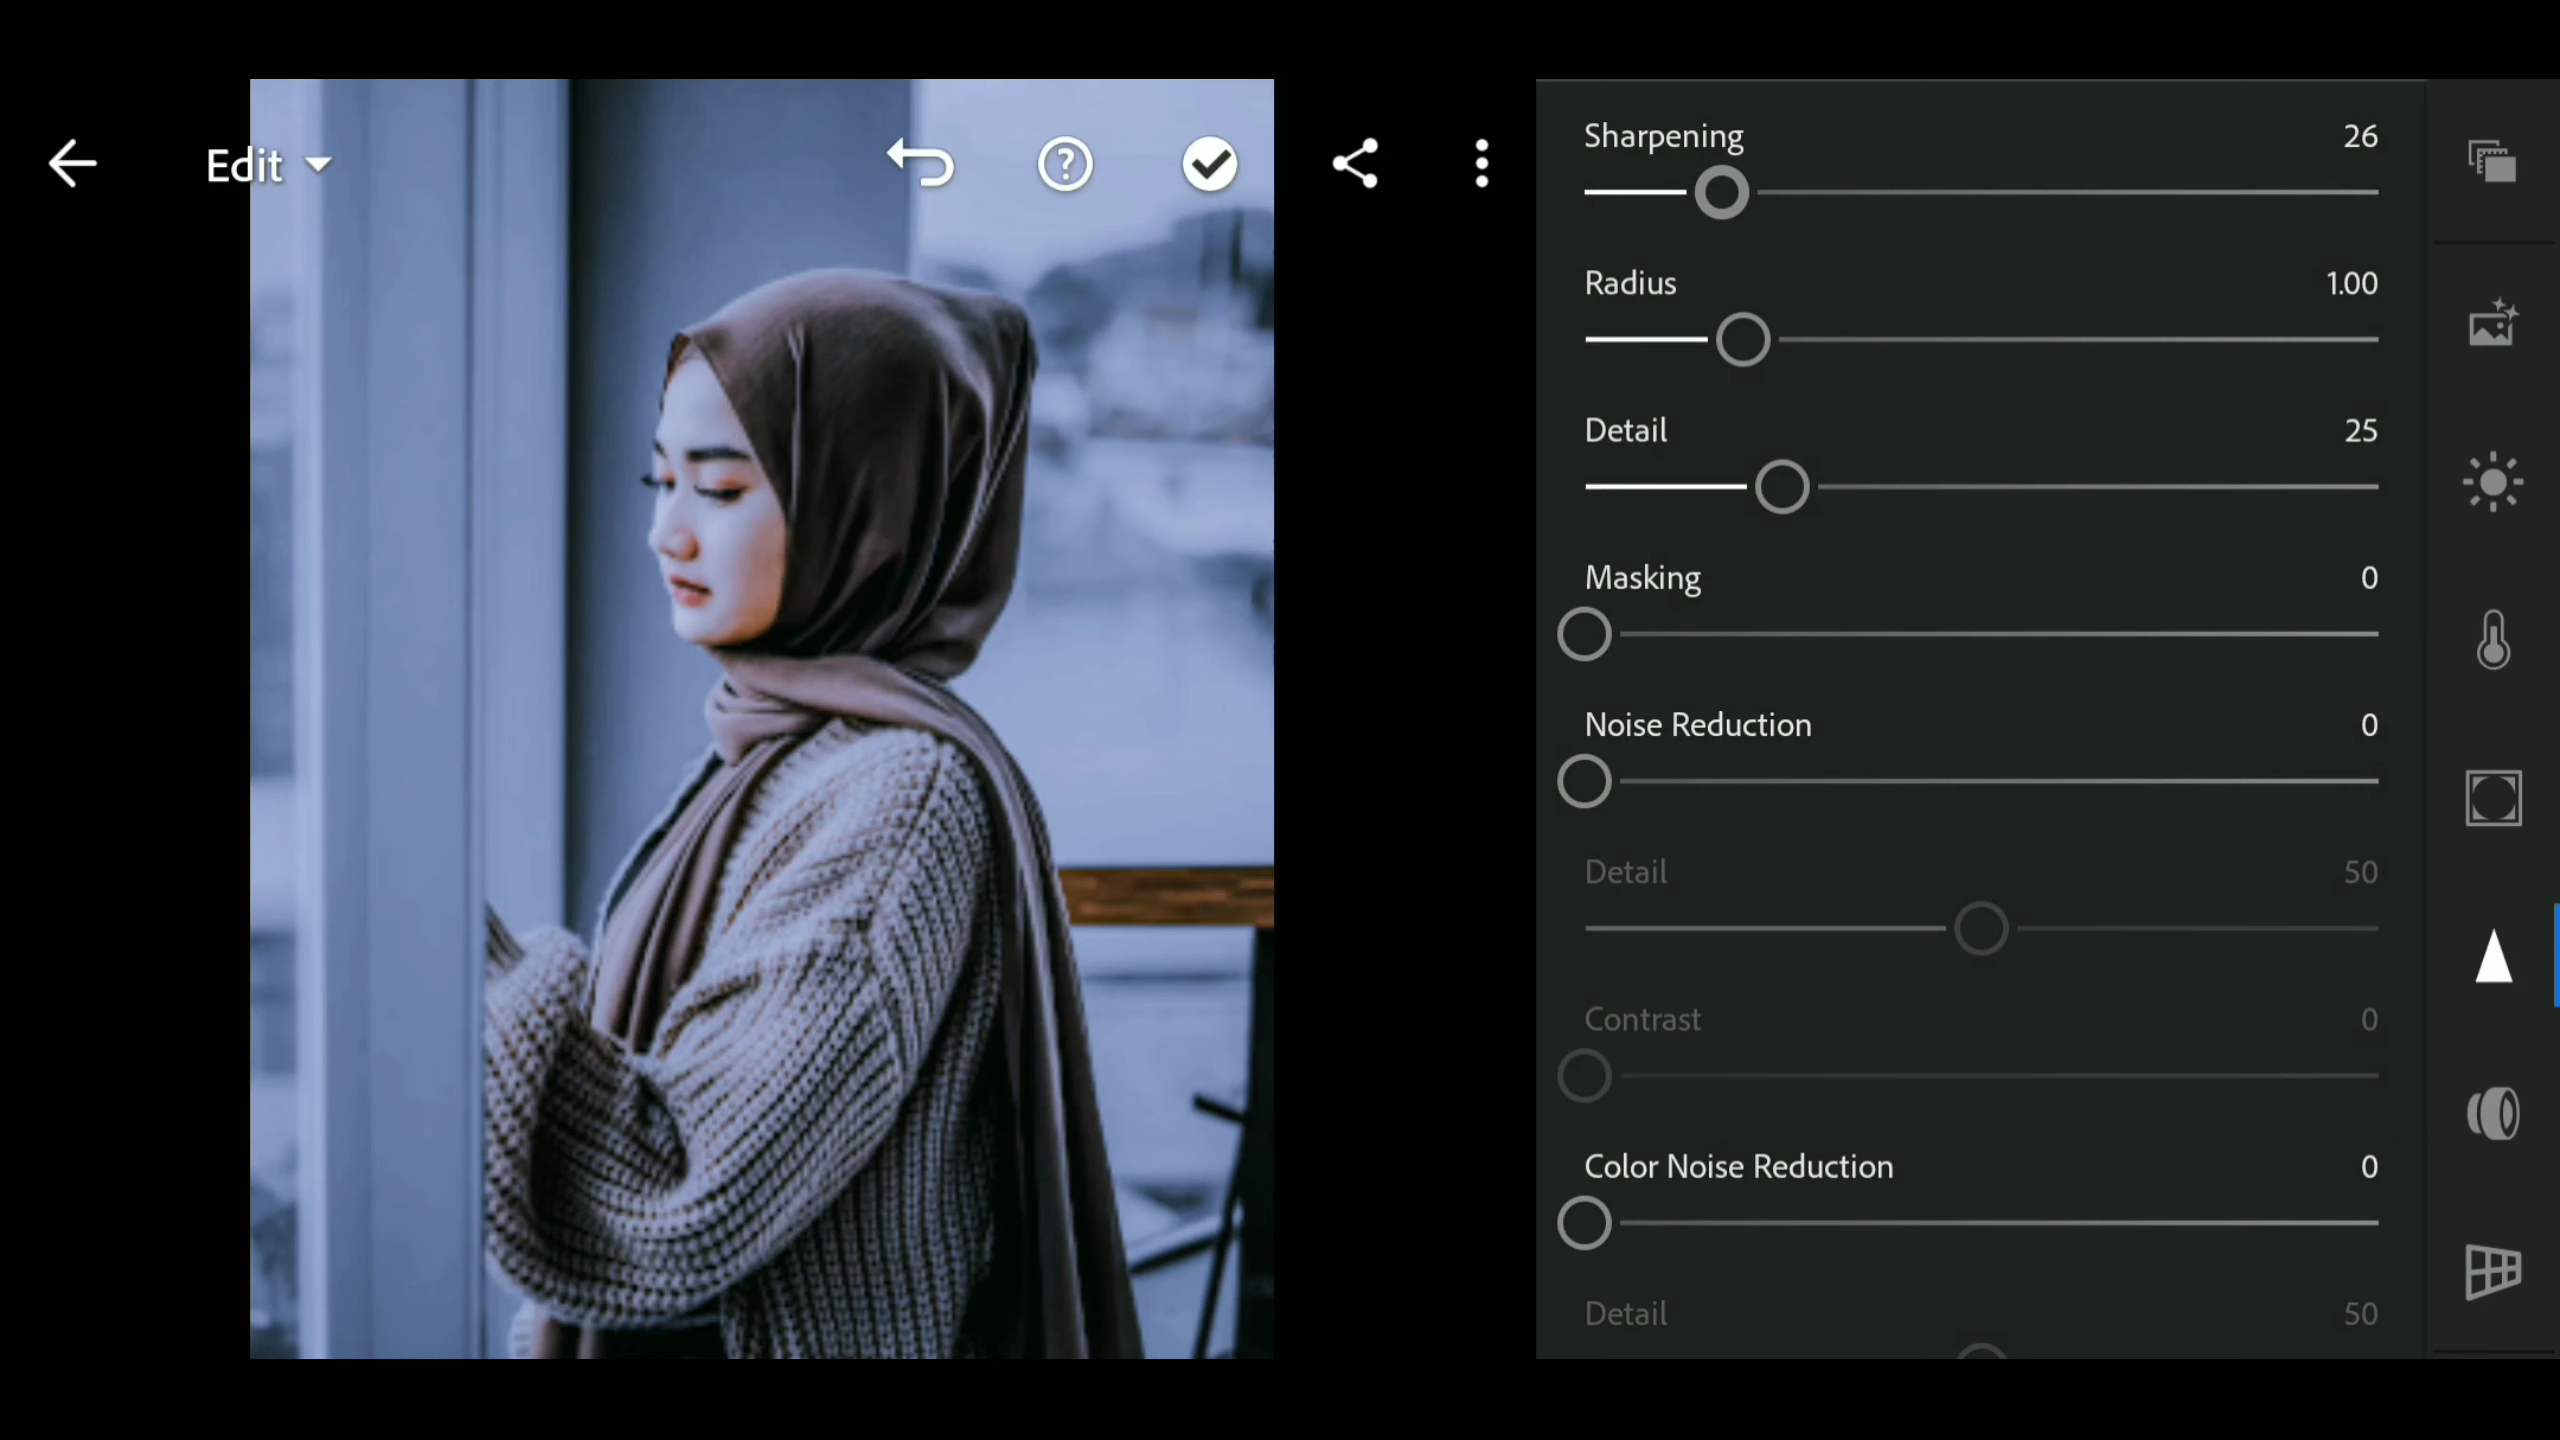 Edit
Sharpening 26
Radius 1.00
Detail 25
Masking 0
Noise Reduction 0
Detail 50
Contrast 0
Color Noise Reduction 0
Detail 50